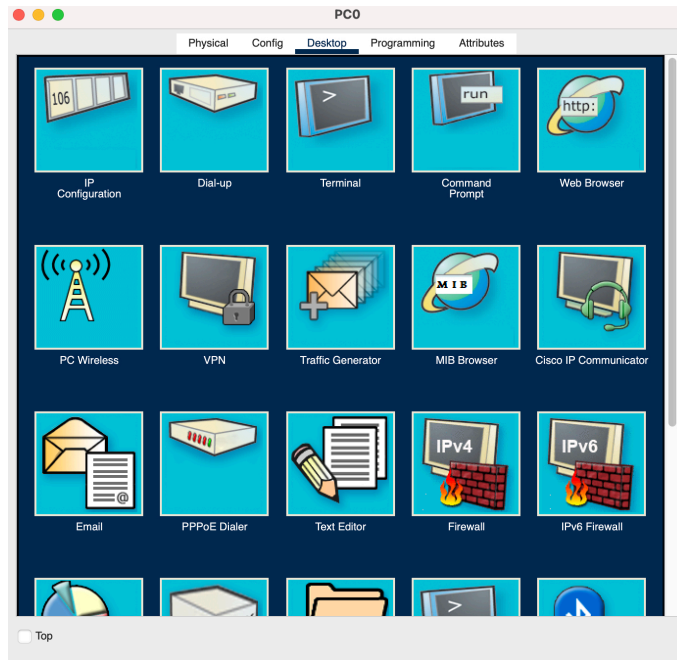 PC0
Physical Config Desktop Programming Attributes
106
>
run
http:
IP
Configuration
Dial-up
Terminal
Command
Prompt
Web Browser
MIB
PC Wireless
VPN
Traffic Generator
MIB Browser
Cisco IP Communicator
@
IPv4
IPv6
Email
PPPoE Dialer
Text Editor
Firewall
IPv6 Firewall
>
Top